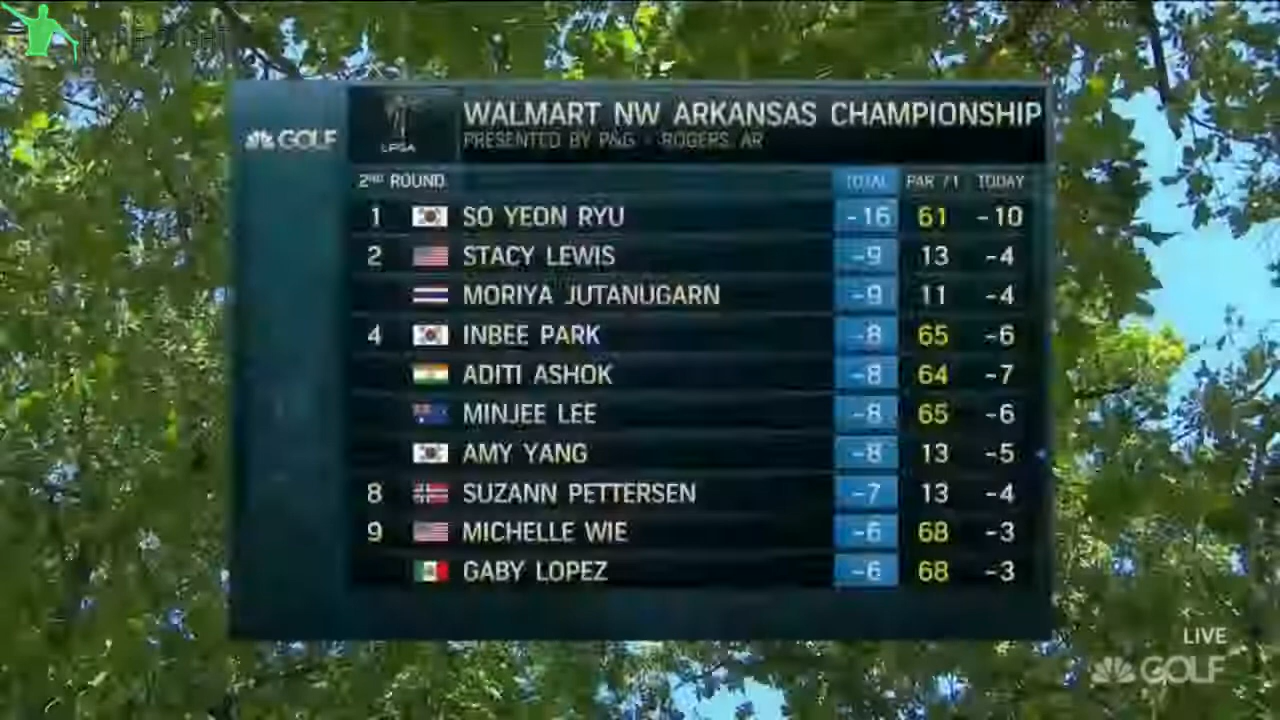 WALMART NW ARKANSAS CHAMPIONSHIP
GOLF
LPGA
PRESENTED BY P&G - ROGERS, AR
2ND ROUND TOTAL PAR 71 TODAY
1 SO YEON RYU -16 61 -10
2 STACY LEWIS -9 13 -4
MORIYA JUTANUGARN -9 11 -4
4 INBEE PARK -8 65 -6
ADITI ASHOK -8 64 -7
MINJEE LEE -8 65 -6
AMY YANG -8 13 -5
8 SUZANN PETTERSEN -7 13 -4
9 MICHELLE WIE -6 68 -3
GABY LOPEZ -6 68 -3
LIVE
GOLF